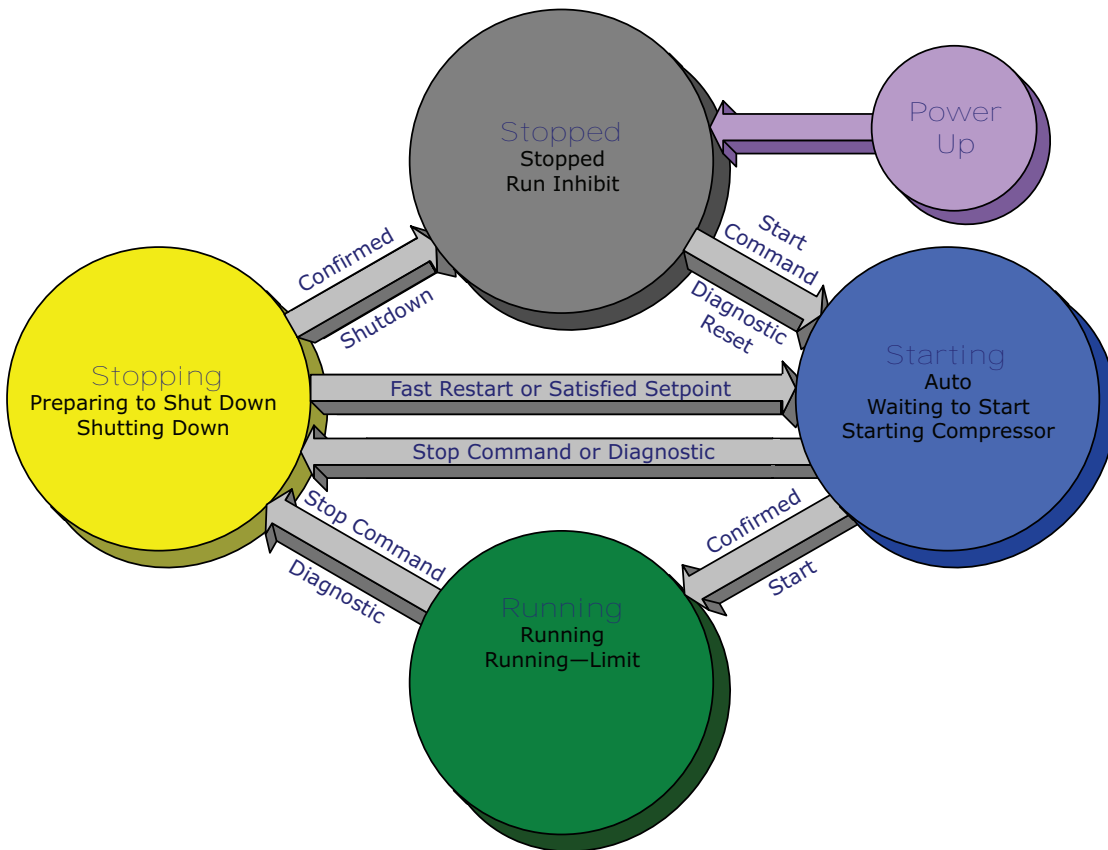 Power
Up
Stopped
Stopped
Run Inhibit
Confirmed
Shutdown
Start
Command
Diagnostic
Reset
Stopping
Preparing to Shut Down
Shutting Down
Fast Restart or Satisfied Setpoint
Stop Command or Diagnostic
Starting
Auto
Waiting to Start
Starting Compressor
Stop Command
Diagnostic
Confirmed
Start
Running
Running
Running—Limit